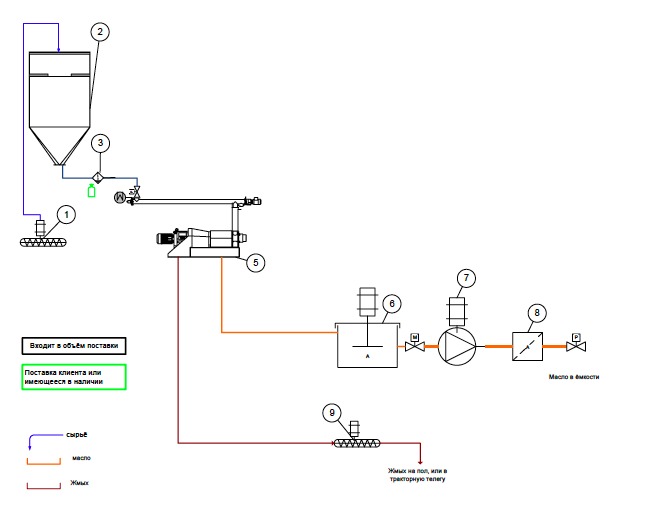 2
3
1
M
5
7
6
8
M
P
A
A
Масло в ёмкости
Входит в объём поставки
Поставка клиента или
имеющееся в наличии
9
сырьё
масло
Жмых
Жмых на пол, или в
тракторную телегу